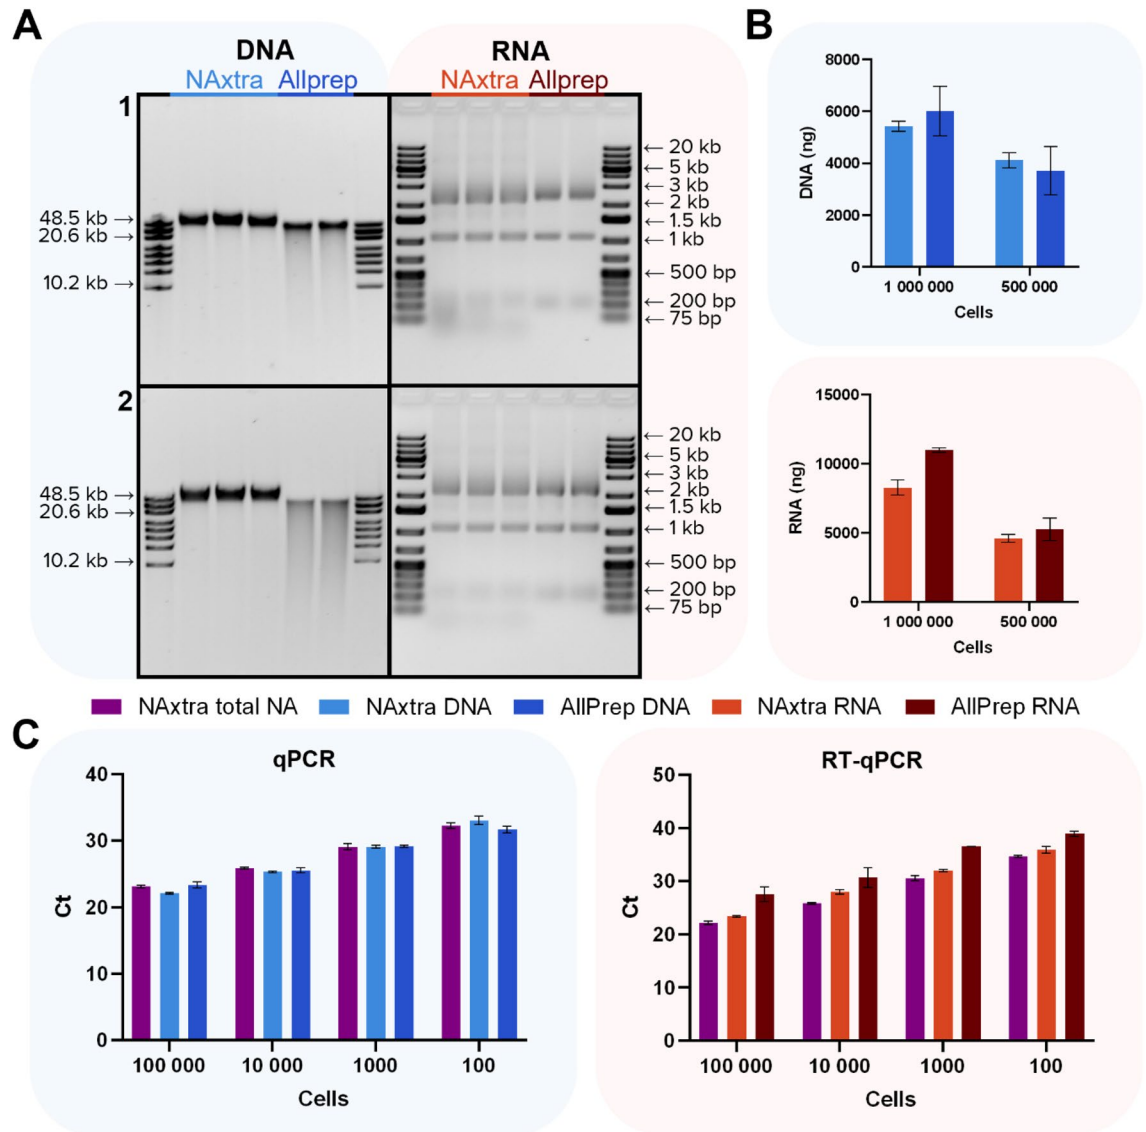 A
B
DNA
RNA
NAxtra Allprep
NAxtra Allprep
1
48.5 kb →
20.6 kb →
10.2 kb →
← 20 kb
← 5 kb
← 3 kb
← 2 kb
← 1.5 kb
← 1 kb
← 500 bp
← 200 bp
← 75 bp
2
48.5 kb →
20.6 kb →
10.2 kb →
← 20 kb
← 5 kb
← 3 kb
← 2 kb
← 1.5 kb
← 1 kb
← 500 bp
← 200 bp
← 75 bp
DNA (ng)
8000
6000
4000
2000
0
1 000 000 500 000
Cells
RNA (ng)
15000
10000
5000
0
1 000 000 500 000
Cells
NAxtra total NA NAxtra DNA AllPrep DNA NAxtra RNA AllPrep RNA
C
qPCR
Ct
40
30
20
10
0
100 000 10 000 1000 100
Cells
RT-qPCR
Ct
50
40
30
20
10
0
100 000 10 000 1000 100
Cells